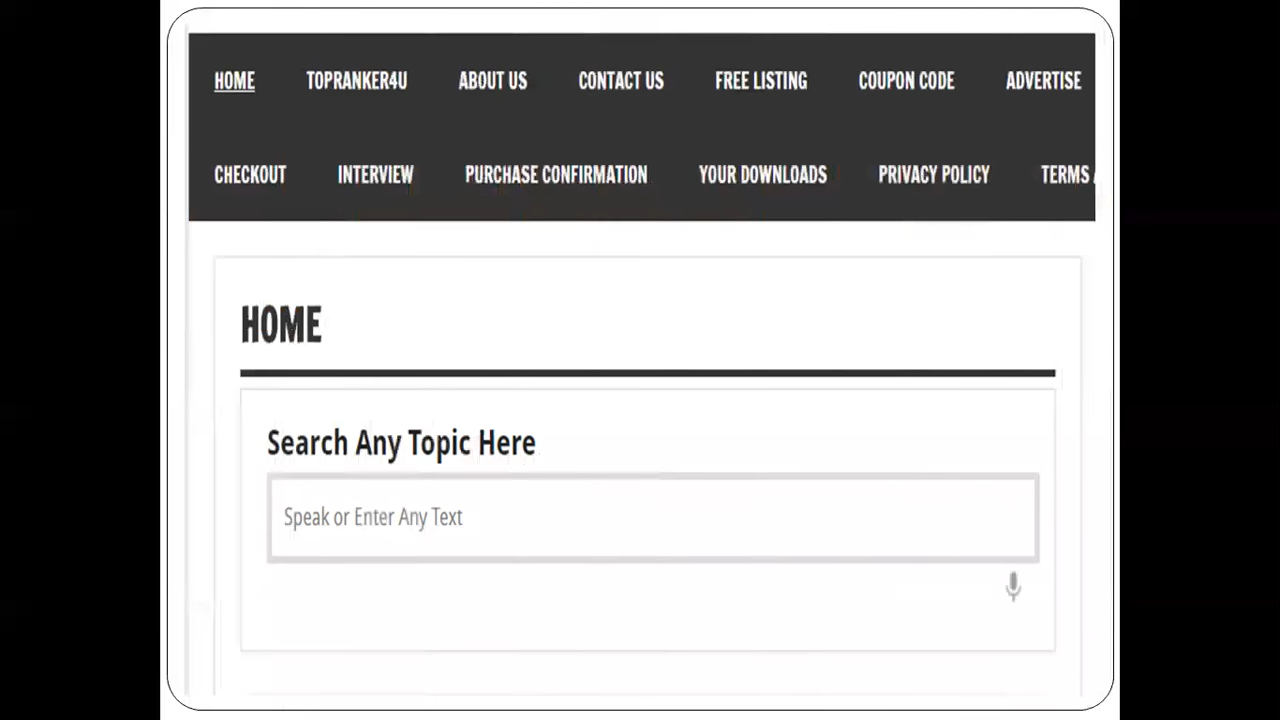 HOME TOPRANKER4U ABOUT US CONTACT US FREE LISTING COUPON CODE ADVERTISE
CHECKOUT INTERVIEW PURCHASE CONFIRMATION YOUR DOWNLOADS PRIVACY POLICY TERMS
HOME
Search Any Topic Here
Speak or Enter Any Text